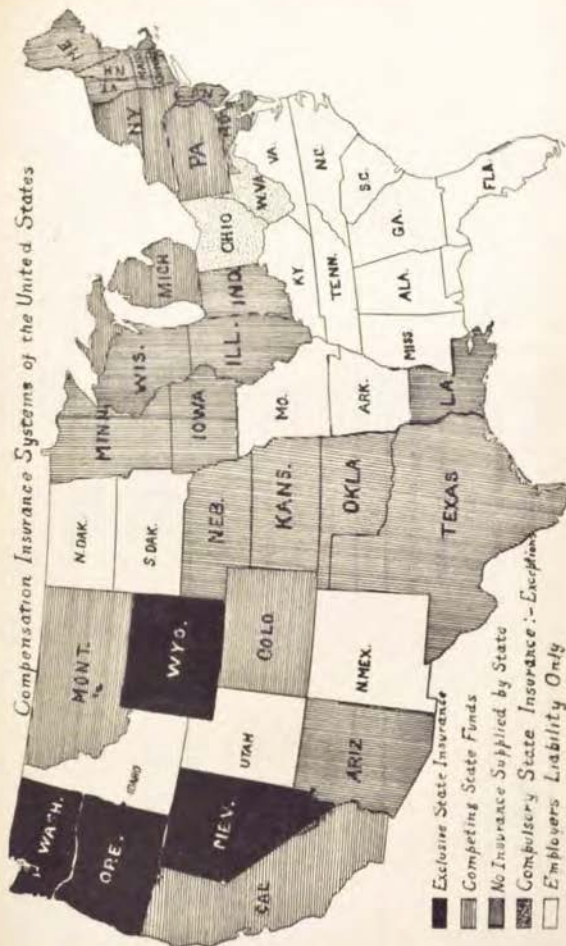 Compensation Insurance Systems of the United States
WASH.
ORE.
CAL
NEV.
IDAHO
MONT.
WYO.
UTAH
COLO
ARIZ
N.MEX.
N.DAK.
S.DAK.
NEB.
KANS.
OKLA
TEXAS
MINN.
IOWA
MO.
ARK.
LA.
WIS.
ILL.
MICH
IND.
OHIO
KY.
TENN.
MISS.
ALA.
GA.
FLA.
S.C.
N.C.
VA.
W.VA.
PA
NY
ME
VT
NH
MASS
Exclusive State Insurance
Competing State Funds
No Insurance Supplied by State
Compulsory State Insurance:-Exceptions
Employers Liability Only